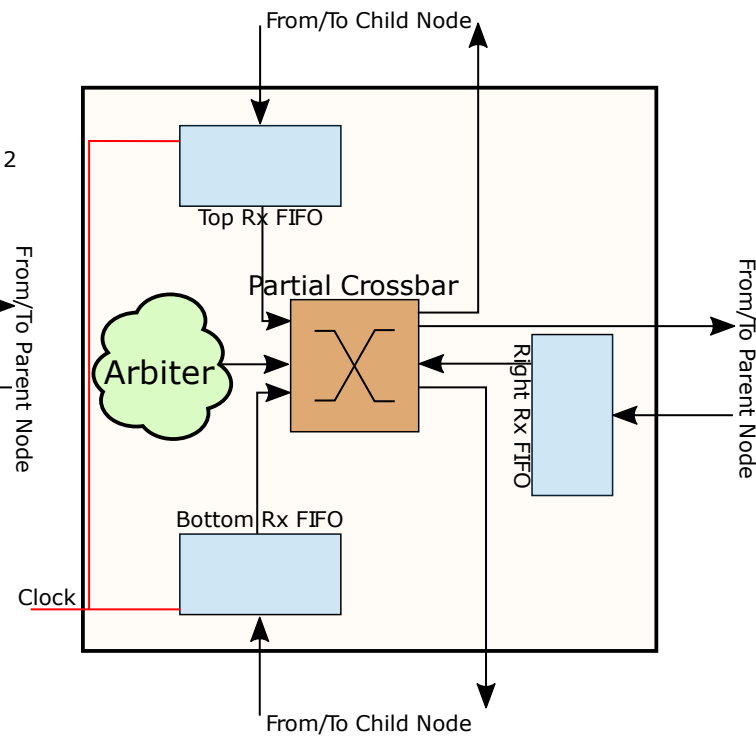 From/To Child Node
2
Top Rx FIFO
From/To Parent Node
Partial Crossbar
From/To Parent Node
Arbiter
Right Rx FIFO
Bottom Rx FIFO
Clock
From/To Child Node